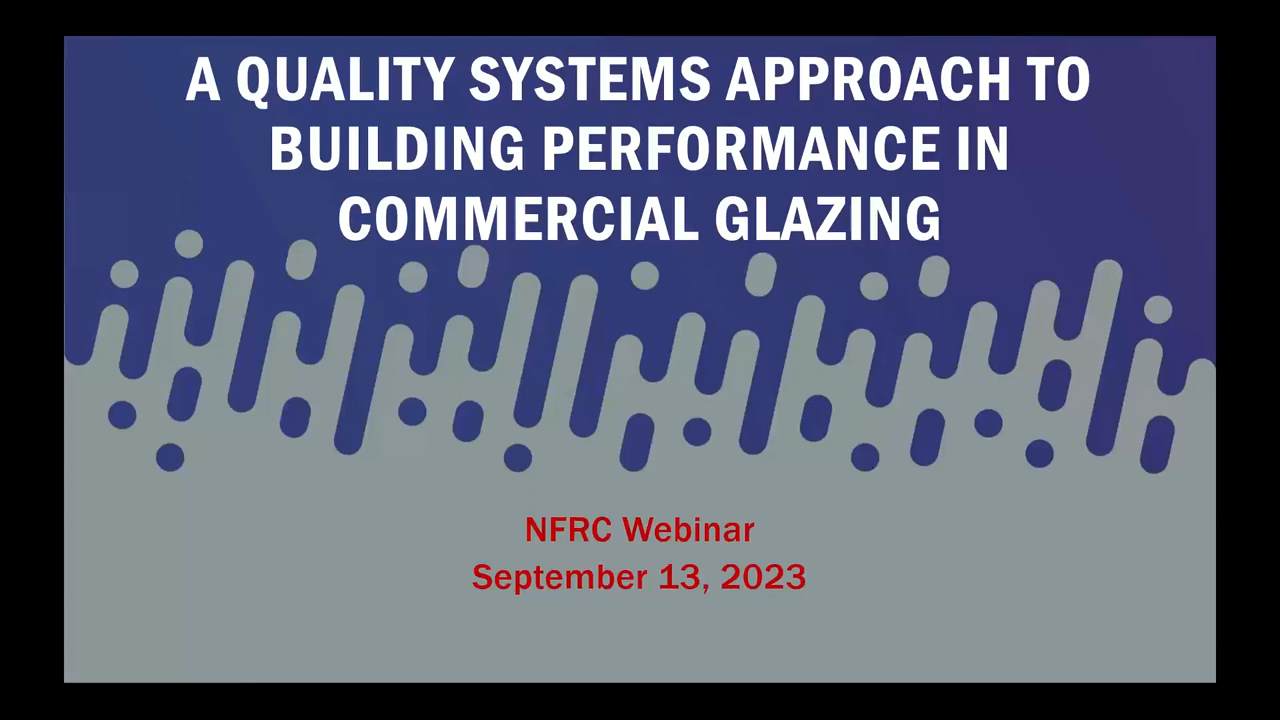 A QUALITY SYSTEMS APPROACH TO
BUILDING PERFORMANCE IN
COMMERCIAL GLAZING
NFRC Webinar
September 13, 2023